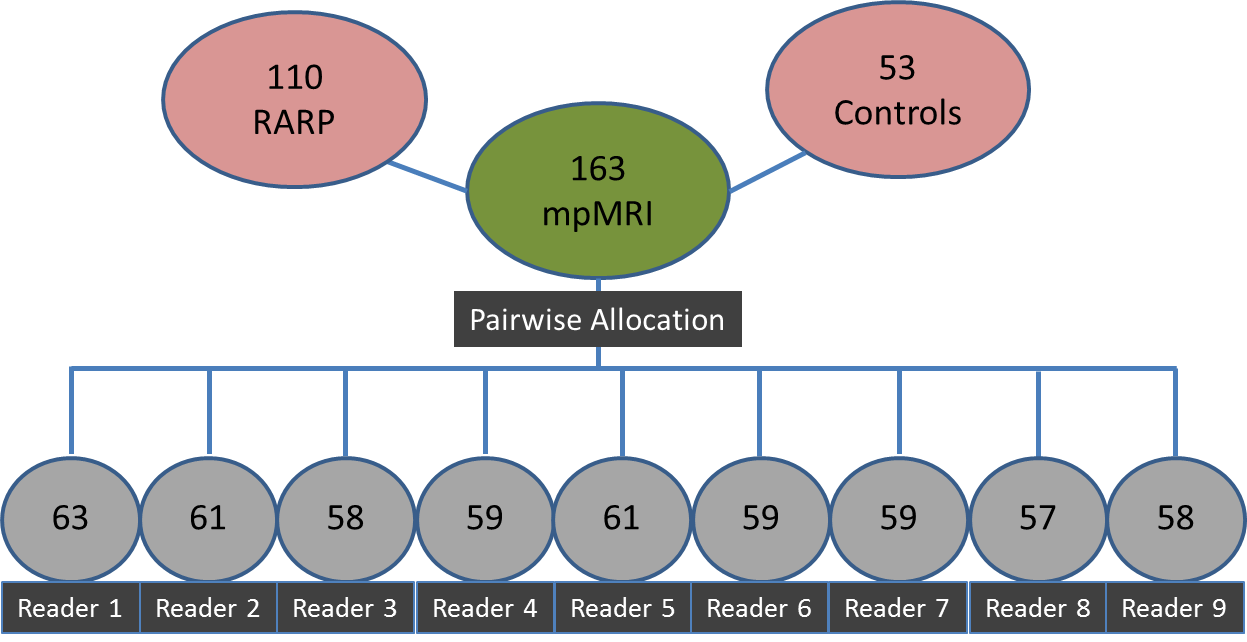 110
RARP
53
Controls
163
mpMRI
Pairwise Allocation
63 61 58 59 61 59 59 57 58
Reader 1 Reader 2 Reader 3 Reader 4 Reader 5 Reader 6 Reader 7 Reader 8 Reader 9